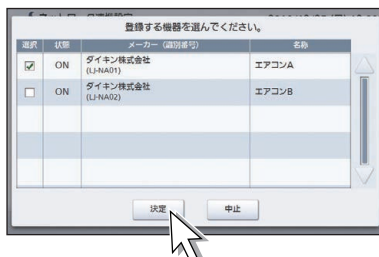 登録する機器を選んでください。
選択 状態 メーカー（識別番号） 名称
ON ダイキン株式会社 エアコンA
(LJ-NA01)
ON ダイキン株式会社 エアコンB
(LJ-NA02)
決定 中止